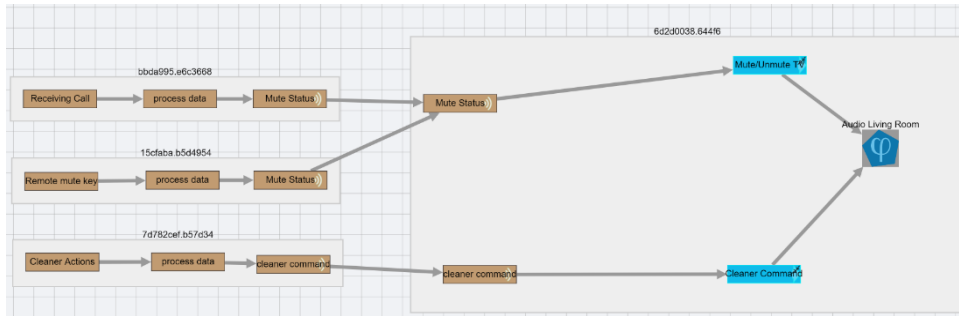 6d2d0038.644f6
Mute/Unmute TV
bbda995.e6c3668
Receiving Call
process data
Mute Status
Mute Status
Audio Living Room
φ
15cfaba.b5d4954
Remote mute key
process data
Mute Status
7d782cef.b57d34
Cleaner Actions
process data
cleaner command
cleaner command
Cleaner Command